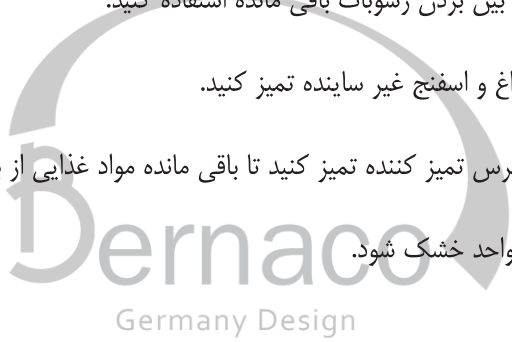 بین بردن رسوبات باقی مانده استفاده کنید.
و اسفنج غیر ساینده تمیز کنید.
تمیز کننده تمیز کنید تا باقی مانده مواد غذایی از
واحد خشک شود.
Bernaco
Germany Design